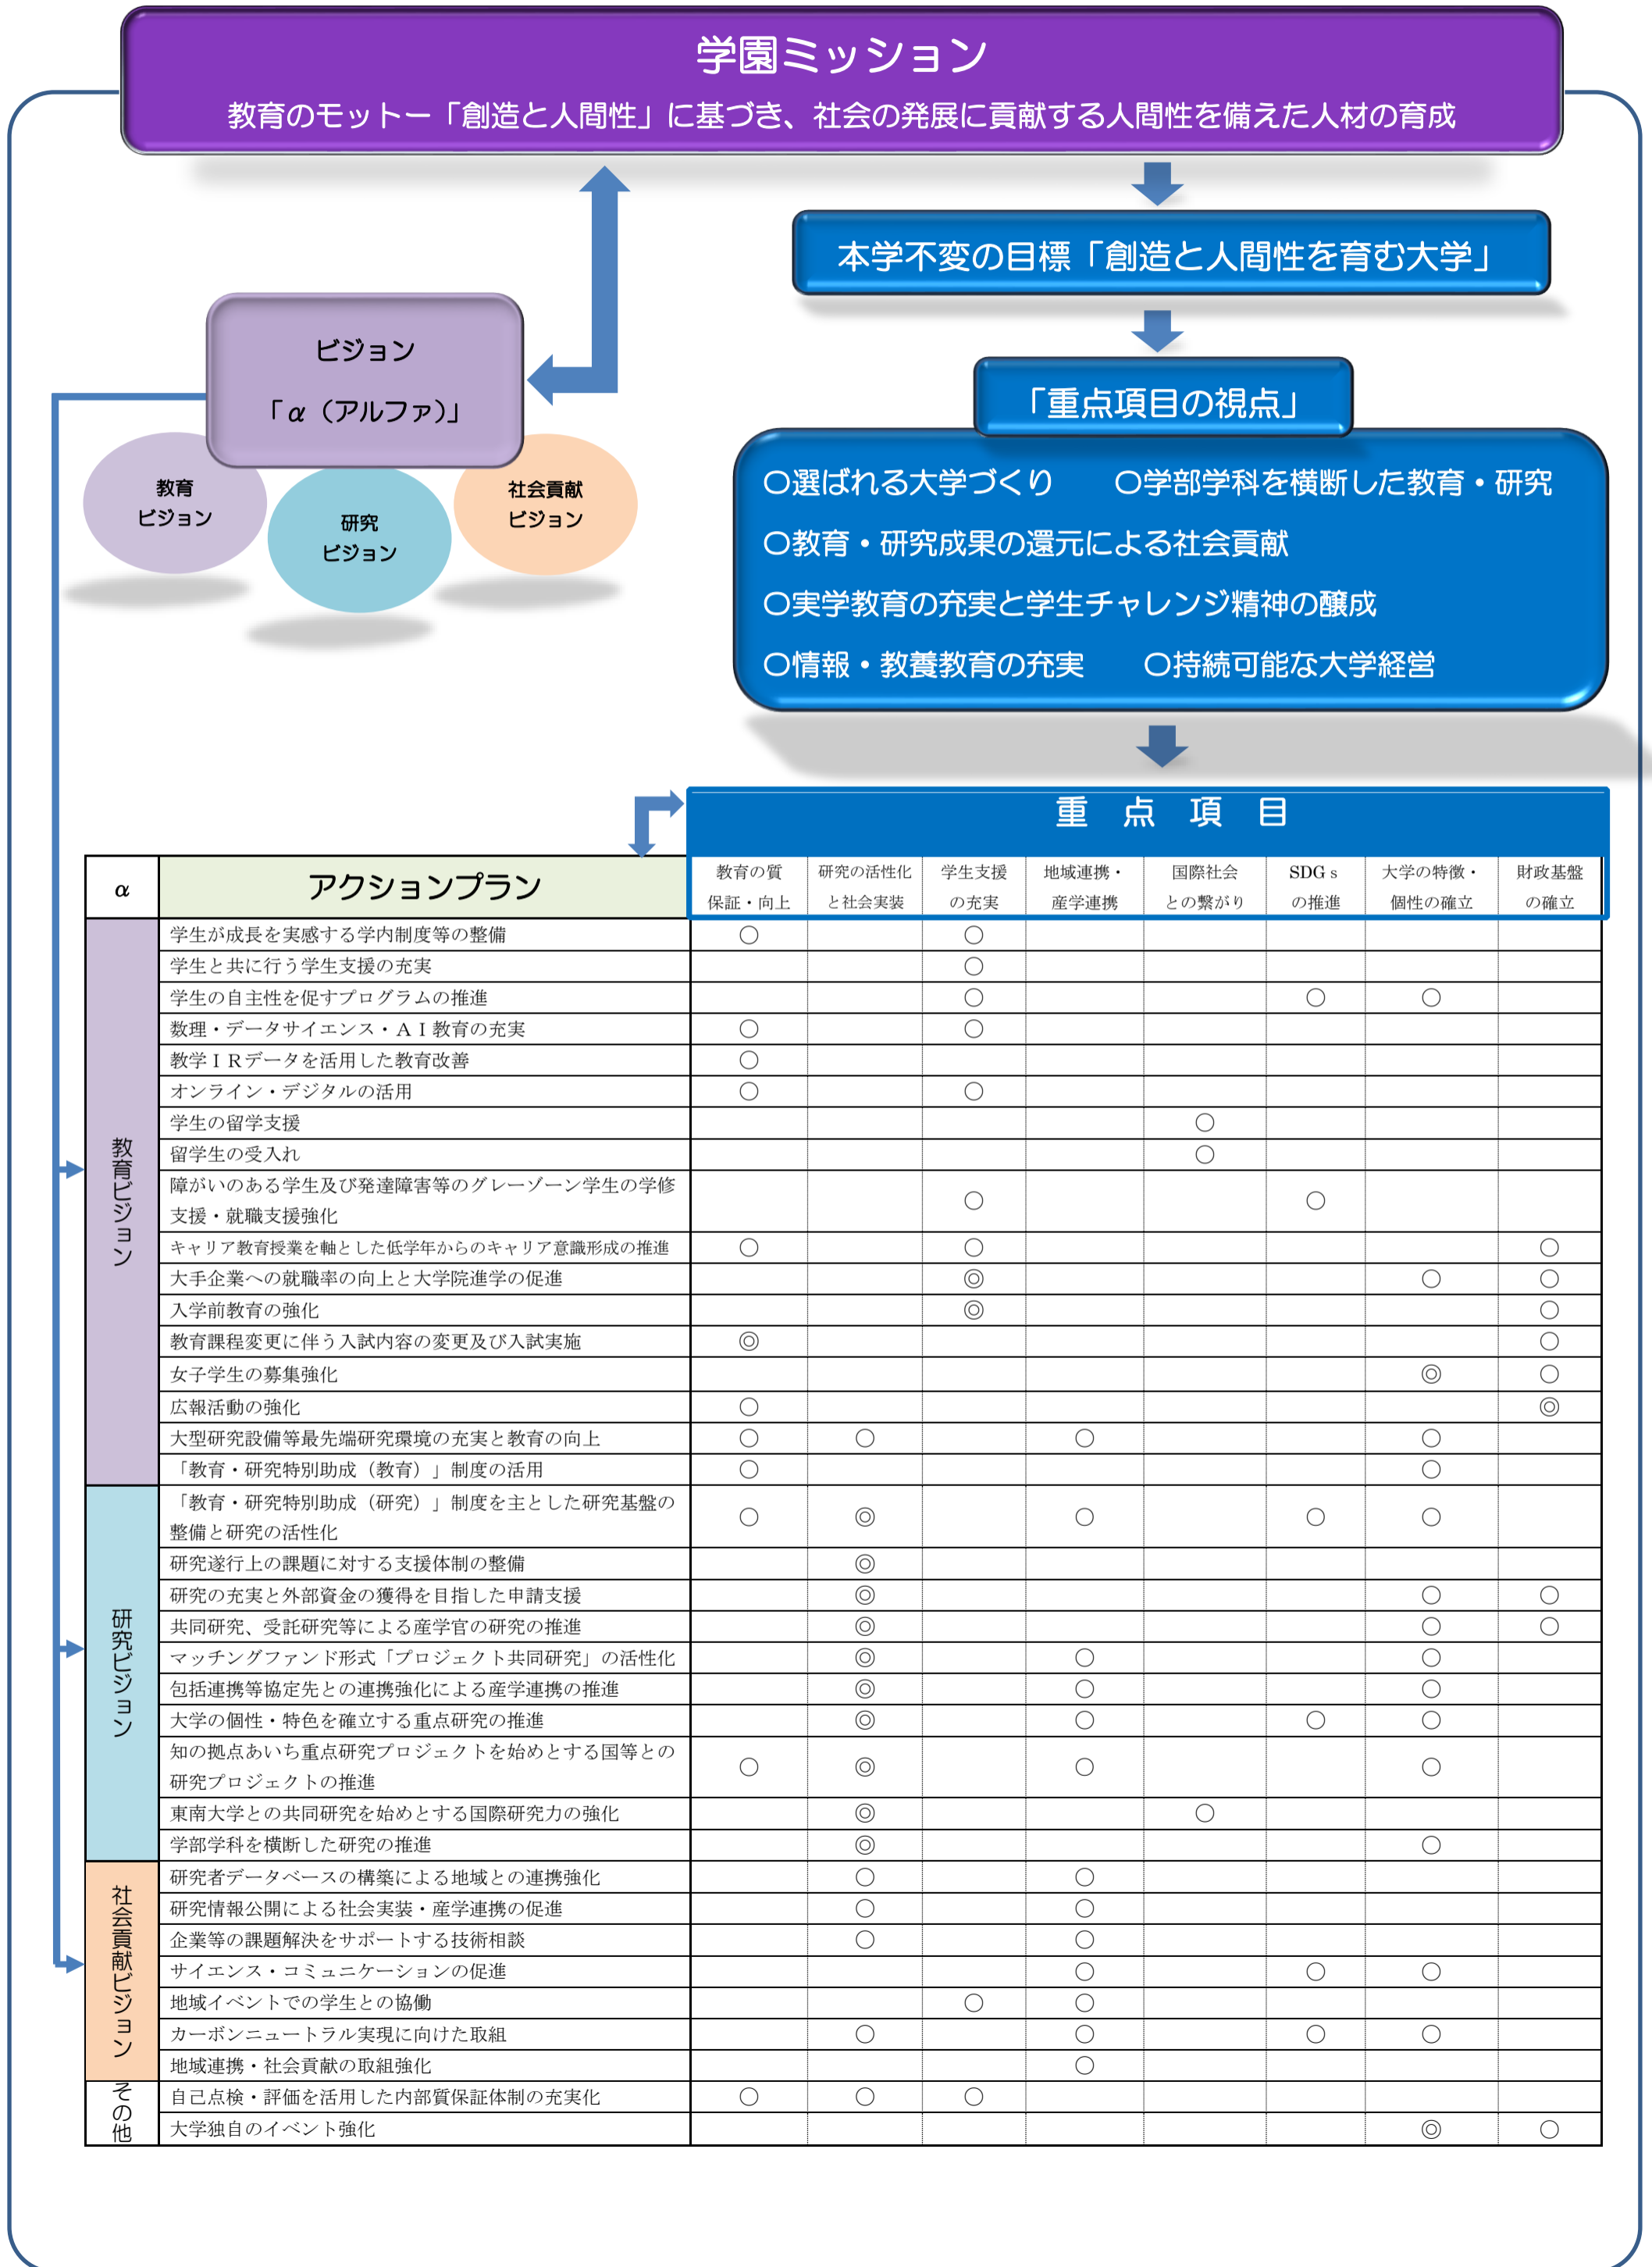 学園ミッション
教育のモットー「創造と人間性」に基づき、社会の発展に貢献する人間性を備えた人材の育成
本学不変の目標「創造と人間性を育む大学」
ビジョン
「α（アルファ）」
教育
ビジョン
研究
ビジョン
社会貢献
ビジョン
「重点項目の視点」
○選ばれる大学づくり　○学部学科を横断した教育・研究
○教育・研究成果の還元による社会貢献
○実学教育の充実と学生チャレンジ精神の醸成
○情報・教養教育の充実　○持続可能な大学経営
重 点 項 目
α アクションプラン
教育の質 研究の活性化 学生支援 地域連携・ 国際社会 SDGｓ 大学の特徴・ 財政基盤
保証・向上 と社会実装 の充実 産学連携 との繋がり の推進 個性の確立 の確立
教育ビジョン
学生が成長を実感する学内制度等の整備 ○ ○
学生と共に行う学生支援の充実 ○
学生の自主性を促すプログラムの推進 ○ ○ ○
数理・データサイエンス・ＡＩ教育の充実 ○ ○
教学ＩＲデータを活用した教育改善 ○
オンライン・デジタルの活用 ○ ○
学生の留学支援 ○
留学生の受入れ ○
障がいのある学生及び発達障害等のグレーゾーン学生の学修
支援・就職支援強化 ○ ○
キャリア教育授業を軸とした低学年からのキャリア意識形成の推進 ○ ○ ○
大手企業への就職率の向上と大学院進学の促進 ◎ ○ ○
入学前教育の強化 ◎ ○
教育課程変更に伴う入試内容の変更及び入試実施 ◎ ○
女子学生の募集強化 ◎ ○
広報活動の強化 ○ ◎
大型研究設備等最先端研究環境の充実と教育の向上 ○ ○ ○ ○
「教育・研究特別助成（教育）」制度の活用 ○ ○
研究ビジョン
「教育・研究特別助成（研究）」制度を主とした研究基盤の
整備と研究の活性化 ○ ◎ ○ ○ ○
研究遂行上の課題に対する支援体制の整備 ◎
研究の充実と外部資金の獲得を目指した申請支援 ◎ ○ ○
共同研究、受託研究等による産学官の研究の推進 ◎ ○ ○
マッチングファンド形式「プロジェクト共同研究」の活性化 ◎ ○ ○
包括連携等協定先との連携強化による産学連携の推進 ◎ ○ ○
大学の個性・特色を確立する重点研究の推進 ◎ ○ ○ ○
知の拠点あいち重点研究プロジェクトを始めとする国等との
研究プロジェクトの推進 ○ ◎ ○ ○
東南大学との共同研究を始めとする国際研究力の強化 ◎ ○
学部学科を横断した研究の推進 ◎ ○
社会貢献ビジョン
研究者データベースの構築による地域との連携強化 ○ ○
研究情報公開による社会実装・産学連携の促進 ○ ○
企業等の課題解決をサポートする技術相談 ○ ○
サイエンス・コミュニケーションの促進 ○ ○ ○
地域イベントでの学生との協働 ○ ○
カーボンニュートラル実現に向けた取組 ○ ○ ○ ○
地域連携・社会貢献の取組強化 ○
その他
自己点検・評価を活用した内部質保証体制の充実化 ○ ○ ○
大学独自のイベント強化 ◎ ○